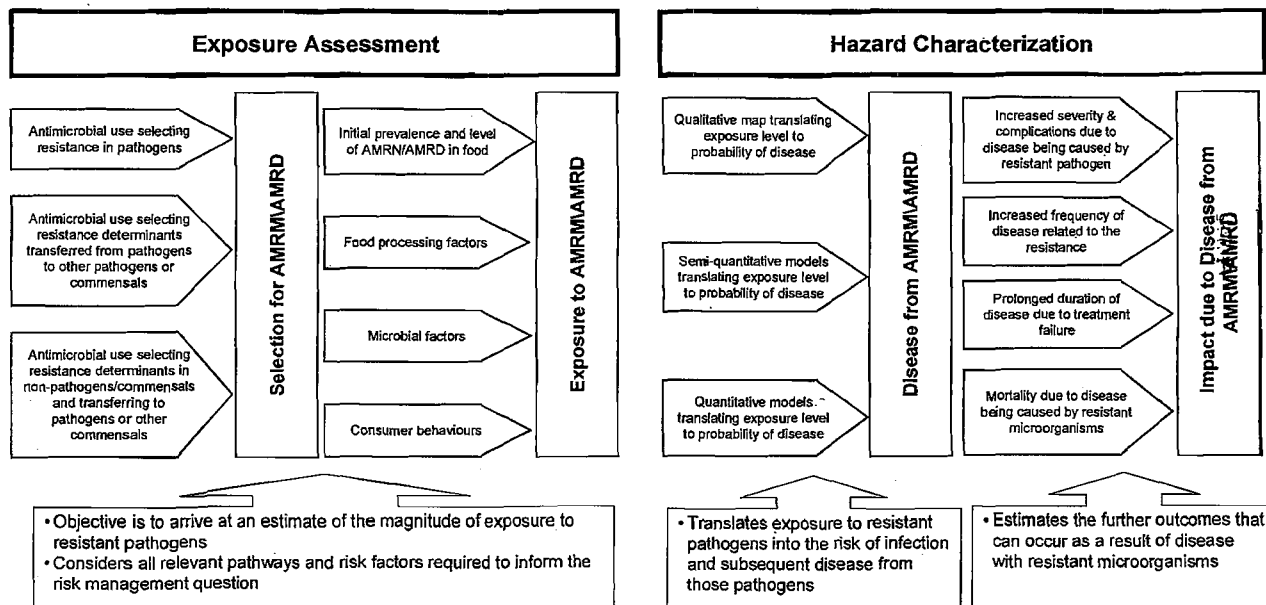 Exposure Assessment
Antimicrobial use selecting
resistance in pathogens
Antimicrobial use selecting
resistance determinants
transferred from pathogens
to other pathogens or
commensals
Antimicrobial use selecting
resistance determinants in
non-pathogens/commensals
and transferring to
pathogens or other
commensals
Selection for AMRM\AMRD
Initial prevalence and level
of AMRN/AMRD in food
Food processing factors
Microbial factors
Consumer behaviours
Exposure to AMRM\AMRD
• Objective is to arrive at an estimate of the magnitude of exposure to
resistant pathogens
• Considers all relevant pathways and risk factors required to inform the
risk management question
Hazard Characterization
Qualitative map translating
exposure level to
probability of disease
Semi-quantitative models
translating exposure level
to probability of disease
Quantitative models
translating exposure level
to probability of disease
Disease from AMRM\AMRD
Increased severity &
complications due to
disease being caused by
resistant pathogen
Increased frequency of
disease related to the
resistance
Prolonged duration of
disease due to treatment
failure
Mortality due to disease
being caused by resistant
microorganisms
Impact due to Disease from
AMRM\AMRD
• Translates exposure to resistant
pathogens into the risk of infection
and subsequent disease from
those pathogens
• Estimates the further outcomes that
can occur as a result of disease
with resistant microorganisms